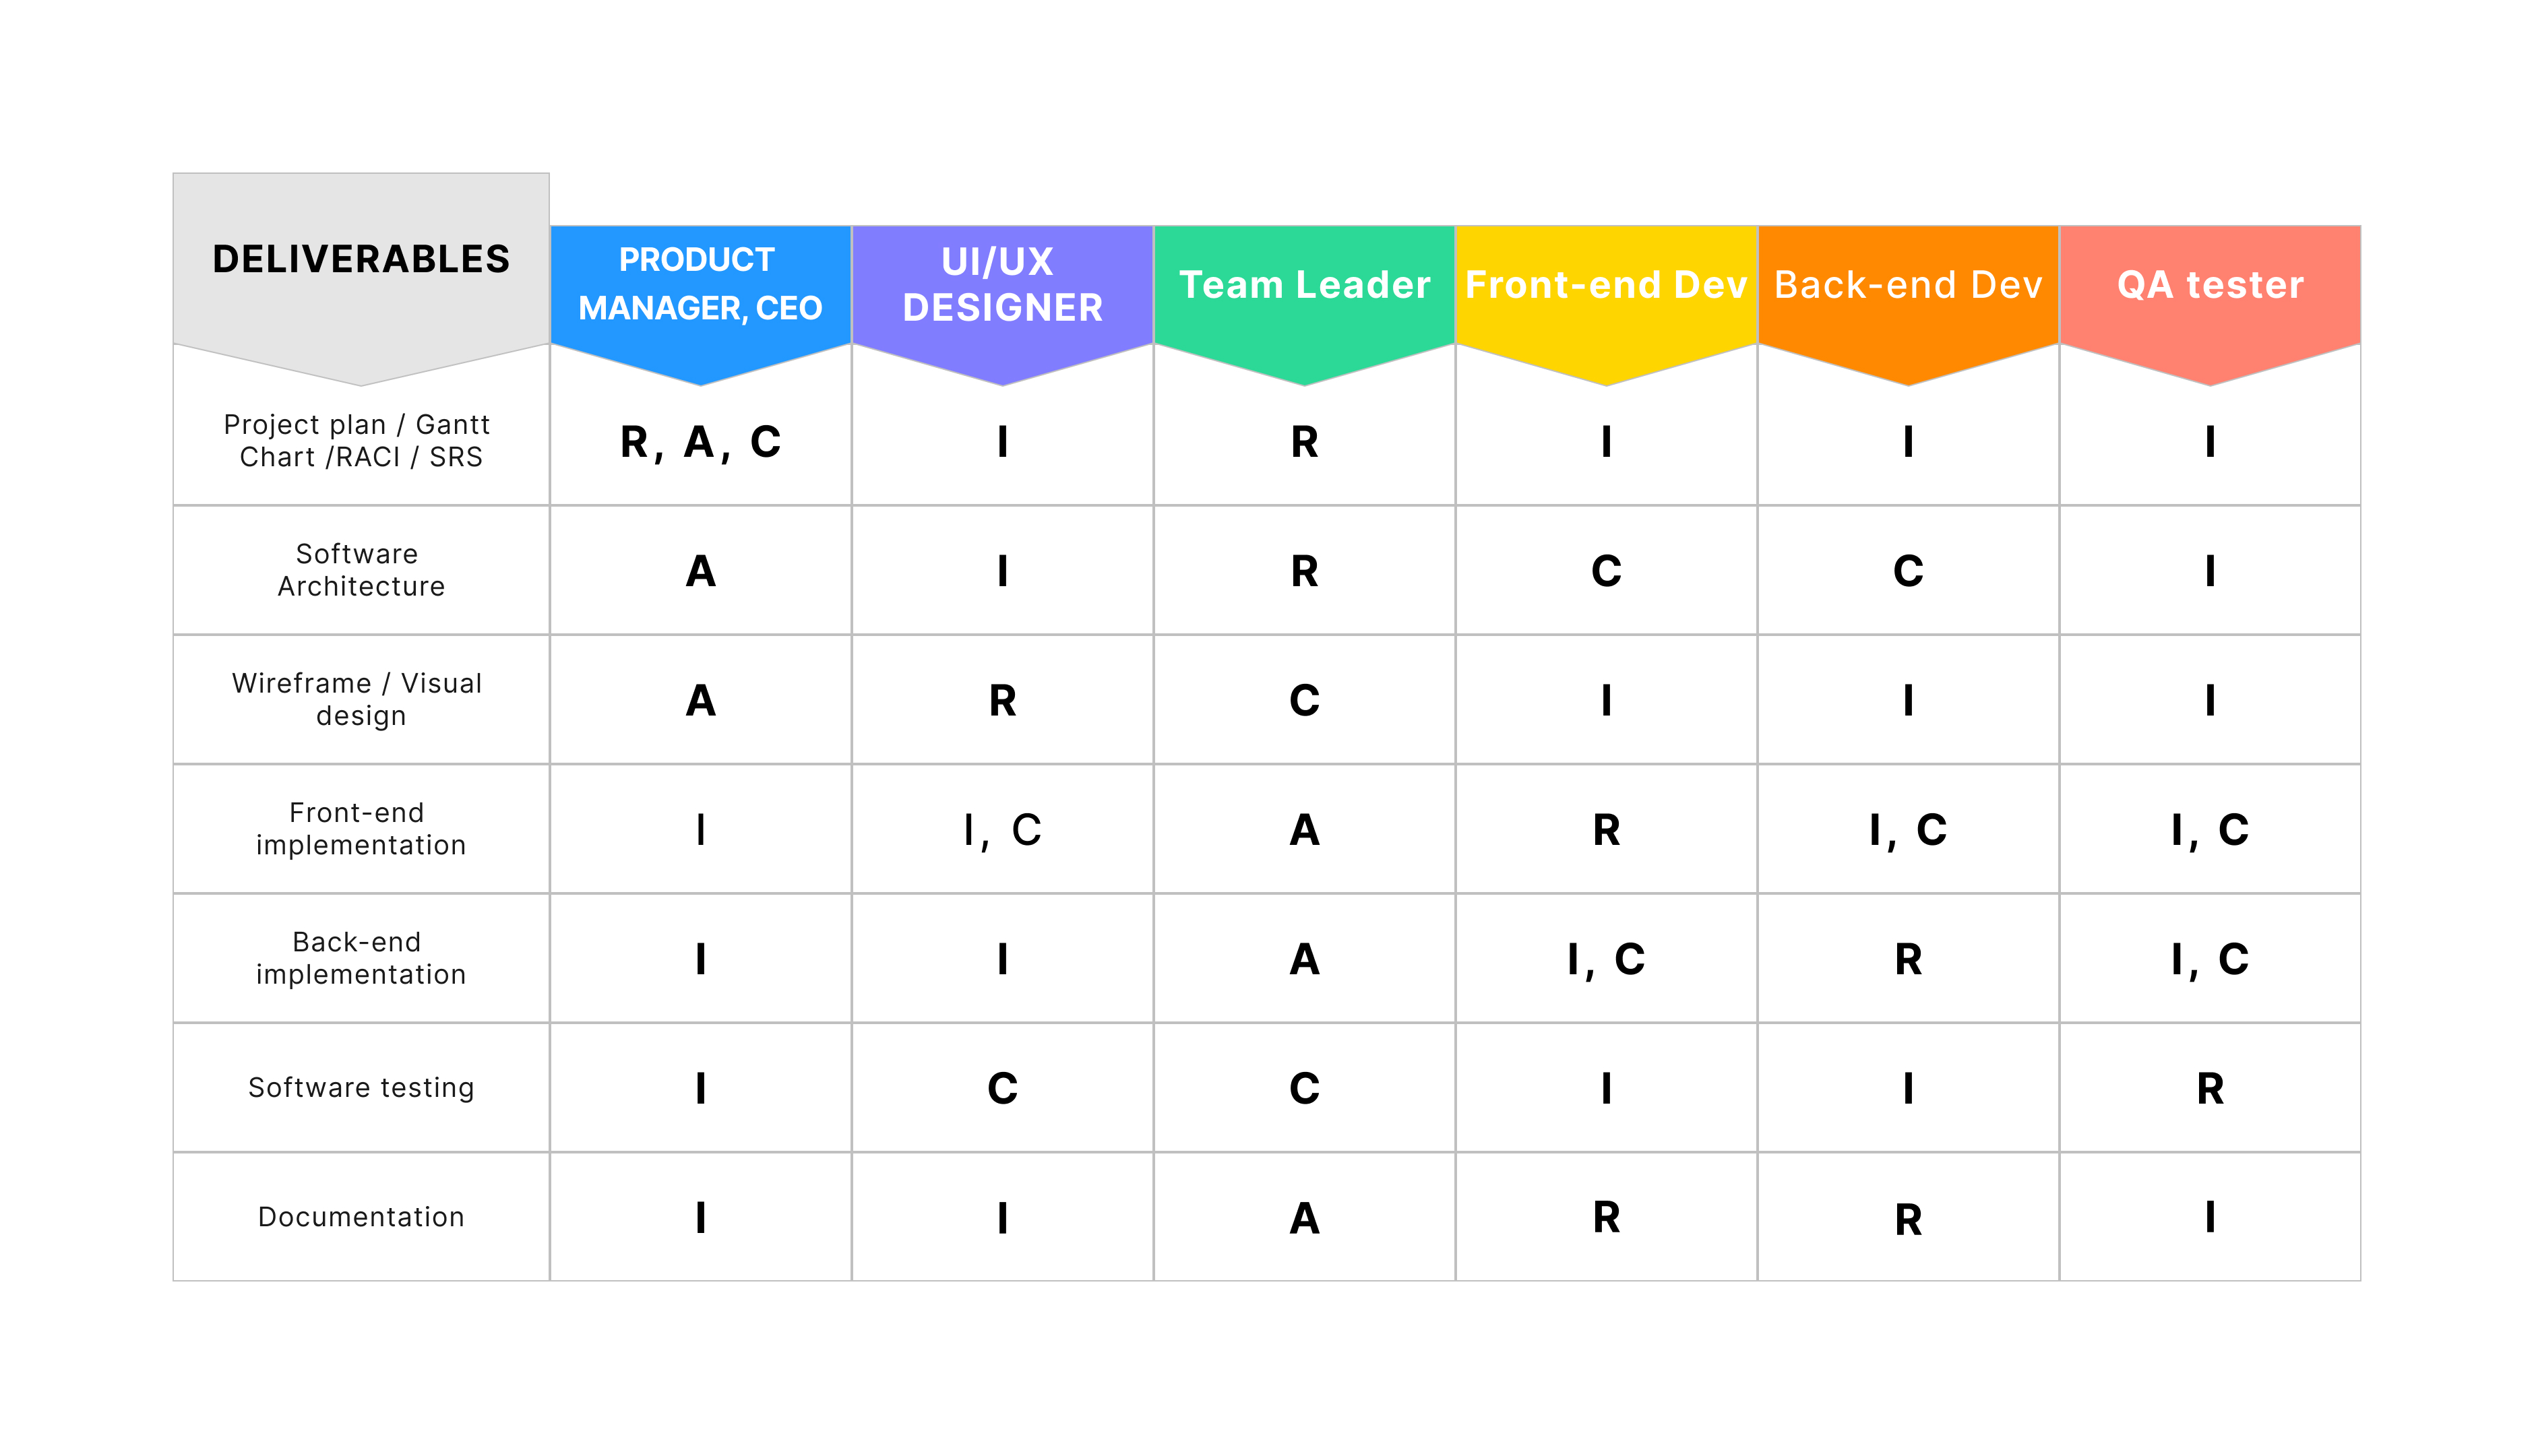 DELIVERABLES
PRODUCT
MANAGER, CEO
UI/UX
DESIGNER
Team Leader
Front-end Dev
Back-end Dev
QA tester
Project plan / Gantt
Chart /RACI / SRS
R, A, C
I
R
I
I
I
Software
Architecture
A
I
R
C
C
I
Wireframe / Visual
design
A
R
C
I
I
I
Front-end
implementation
I
I, C
A
R
I, C
I, C
Back-end
implementation
I
I
A
I, C
R
I, C
Software testing
I
C
C
I
I
R
Documentation
I
I
A
R
R
I